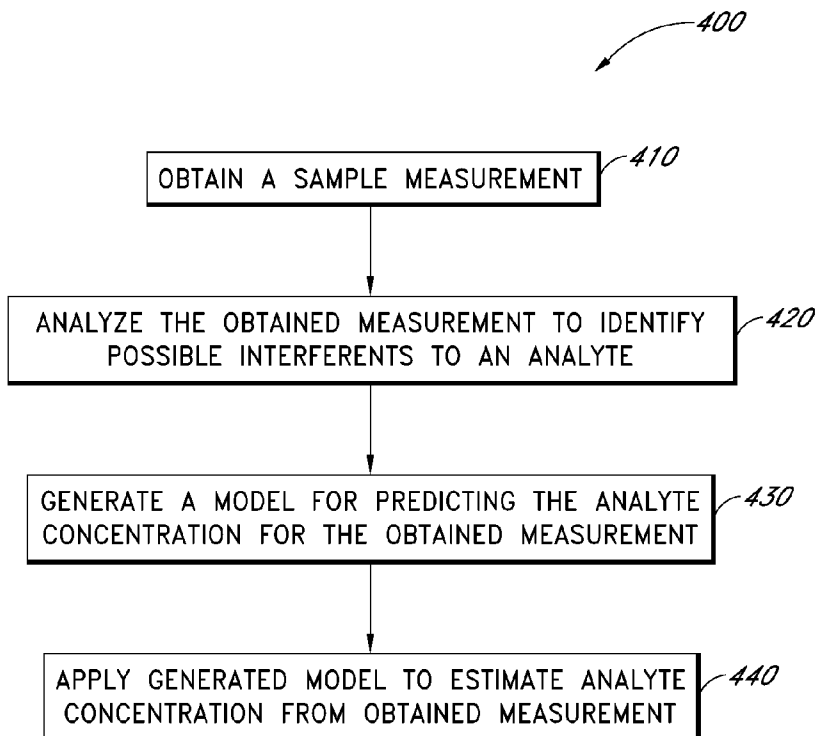 400
OBTAIN A SAMPLE MEASUREMENT
410
ANALYZE THE OBTAINED MEASUREMENT TO IDENTIFY
POSSIBLE INTERFERENTS TO AN ANALYTE
420
GENERATE A MODEL FOR PREDICTING THE ANALYTE
CONCENTRATION FOR THE OBTAINED MEASUREMENT
430
APPLY GENERATED MODEL TO ESTIMATE ANALYTE
CONCENTRATION FROM OBTAINED MEASUREMENT
440